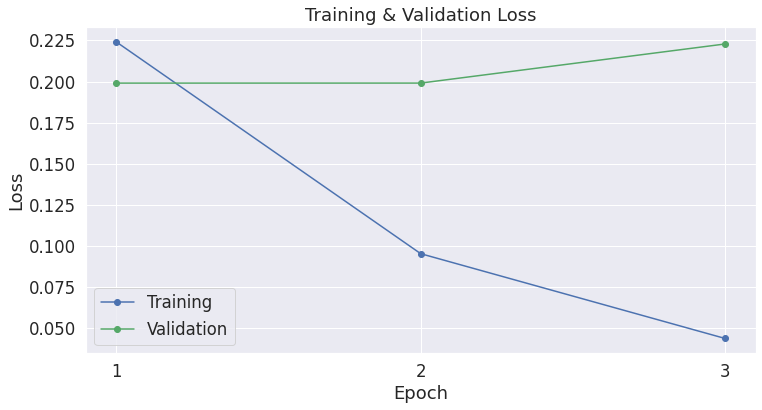 Training & Validation Loss
0.225
0.200
0.175
0.150
0.125
0.100
0.075
0.050
Loss
Training
Validation
1 2 3
Epoch